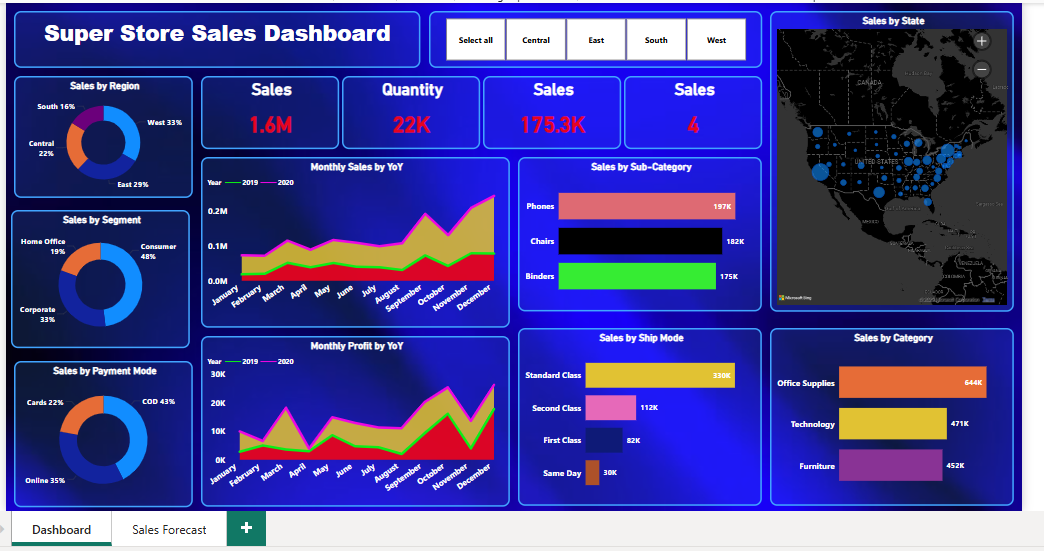 Super Store Sales Dashboard
Select all
Central
East
South
West
Sales by State
Sales by Region
South 16%
West 33%
Central
22%
East 29%
Sales
1.6M
Quantity
22K
Sales
175.3K
Sales
4
CANADA
UNITED STATES
MEXICO
VENEZUELA
COLOMBIA
Microsoft Bing
Terms
Monthly Sales by YoY
Year
2019
2020
0.2M
0.1M
0.0M
January
February
March
April
May
June
July
August
September
October
November
December
Sales by Sub-Category
Phones
197K
Chairs
182K
Binders
175K
Sales by Segment
Home Office
19%
Consumer
48%
Corporate
33%
Monthly Profit by YoY
Year
2019
2020
30K
20K
10K
0K
January
February
March
April
May
June
July
August
September
October
November
December
Sales by Ship Mode
Standard Class
330K
Second Class
112K
First Class
82K
Same Day
30K
Sales by Category
Office Supplies
644K
Technology
471K
Furniture
452K
Sales by Payment Mode
Cards 22%
COD 43%
Online 35%
Dashboard
Sales Forecast
+